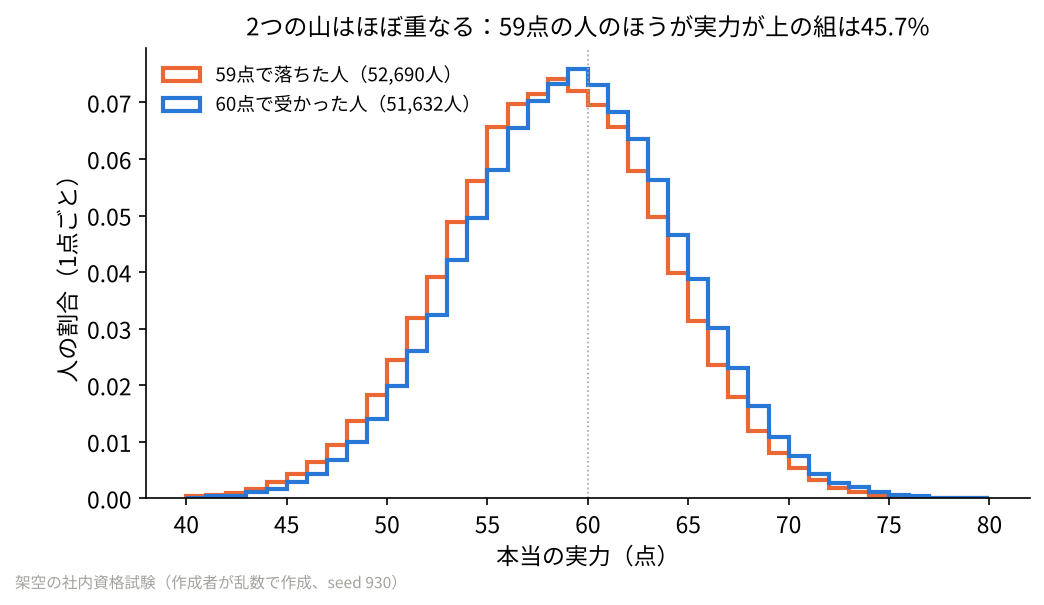 2つの山はほぼ重なる：59点の人のほうが実力が上の組は45.7%
59点で落ちた人（52,690人）
60点で受かった人（51,632人）
人の割合（1点ごと）
0.07
0.06
0.05
0.04
0.03
0.02
0.01
0.00
40 45 50 55 60 65 70 75 80
本当の実力（点）
架空の社内資格試験（作成者が乱数で作成、seed 930）